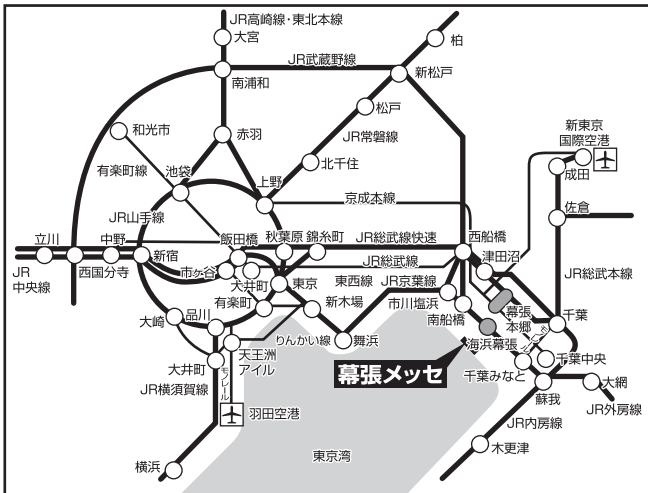 JR高崎線・東北本線
大宮
柏
JR武蔵野線
新松戸
南浦和
松戸
和光市
赤羽
JR常磐線
新東京
国際空港
有楽町線
池袋
北千住
成田
上野
京成本線
佐倉
JR山手線
立川
中野
飯田橋
秋葉原
錦糸町
JR総武線快速
西船橋
新宿
JR総武線
津田沼
JR
中央線
西国分寺
市ヶ谷
犬井町
東京
東西線
JR京葉線
JR総武本線
有楽町
新木場
市川塩浜
幕張
本郷
千葉
大崎
品川
りんかい線
舞浜
南船橋
海浜幕張
大井町
天王洲
アイル
千葉中央
幕張メッセ
千葉みなと
JR横須賀線
モノレール
蘇我
大網
羽田空港
JR外房線
JR内房線
横浜
東京湾
木更津